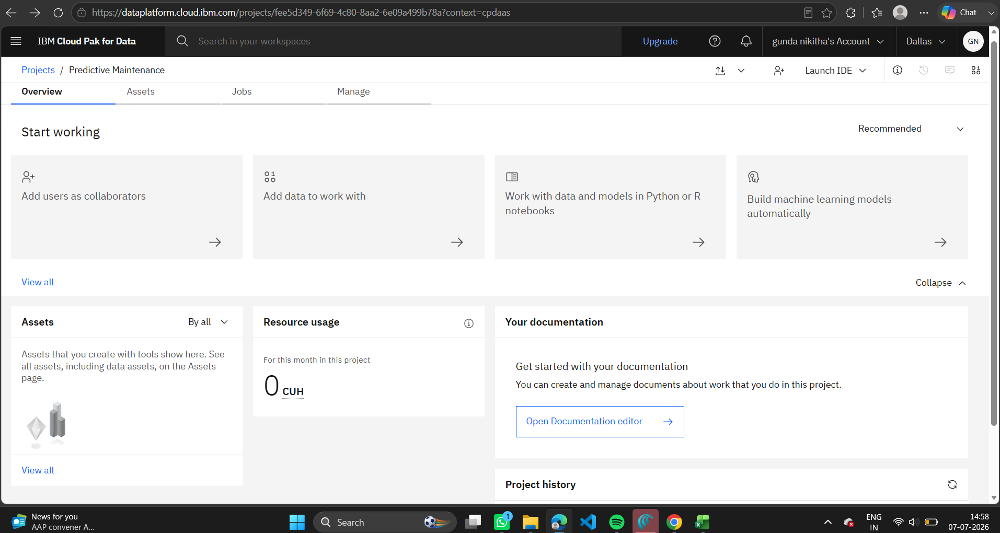 https://dataplatform.cloud.ibm.com/projects/fee5d349-6f69-4c80-8aa2-6e09a499b78a?context=cpdaas
Chat
IBM Cloud Pak for Data
Search in your workspaces
Upgrade
gunda nikitha's Account
Dallas
GN
Projects / Predictive Maintenance
Launch IDE
Overview
Assets
Jobs
Manage
Start working
Recommended
Add users as collaborators
Add data to work with
Work with data and models in Python or R
notebooks
Build machine learning models
automatically
View all
Collapse
Assets
By all
Assets that you create with tools show here. See
all assets, including data assets, on the Assets
page.
View all
Resource usage
For this month in this project
0 CUH
Your documentation
Get started with your documentation
You can create and manage documents about work that you do in this project.
Open Documentation editor
Project history
News for you
AAP convener A...
Search
1
ENG
IN
14:58
07-07-2026